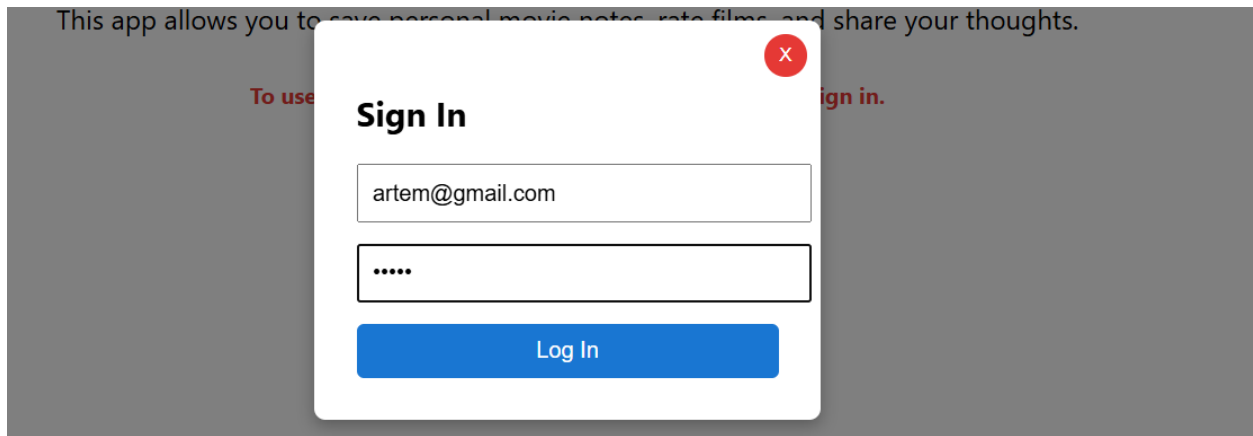 This app allows you to save personal movie notes, rate films, and share your thoughts.
X
To use
ign in.
Sign In
artem@gmail.com
•••••
Log In